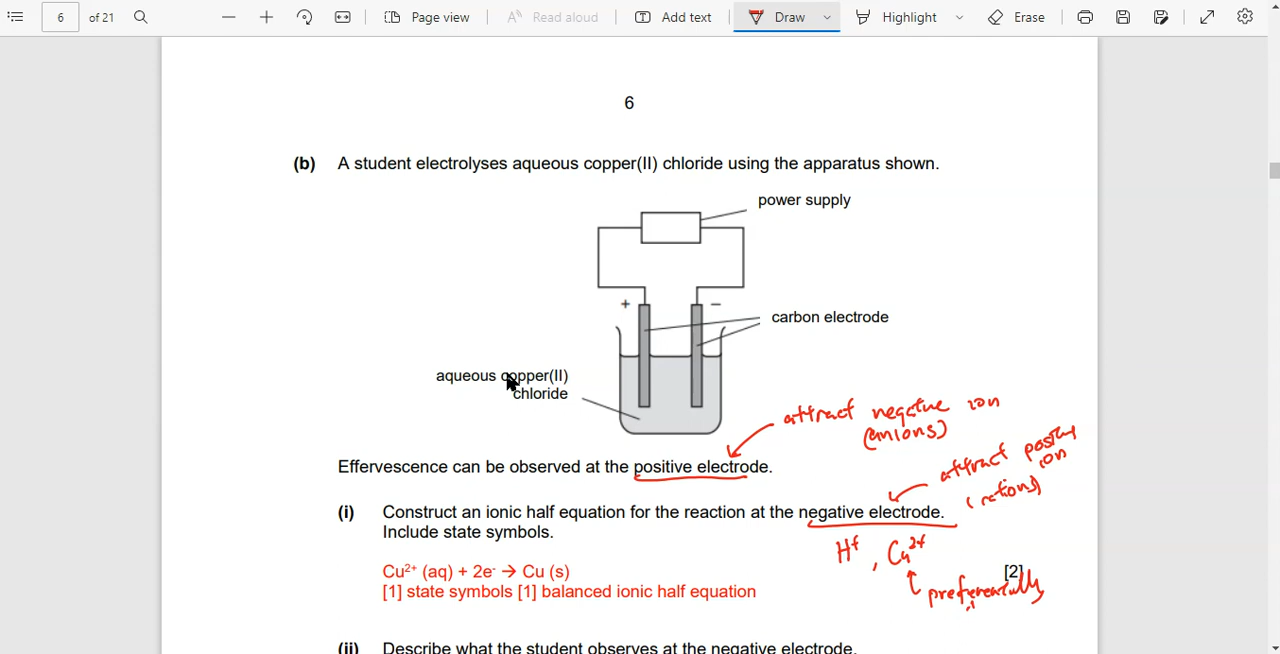 6 of 21 Page view Read aloud Add text Draw Highlight Erase
6
(b) A student electrolyses aqueous copper(II) chloride using the apparatus shown.
power supply
+ −
carbon electrode
aqueous copper(II)
chloride
attract negative ion
(anions)
Effervescence can be observed at the positive electrode.
attract positive
ion
(cations)
(i) Construct an ionic half equation for the reaction at the negative electrode.
Include state symbols.
H⁺, Cu²⁺
Cu²⁺ (aq) + 2e⁻ → Cu (s)
[2]
[1] state symbols [1] balanced ionic half equation
preferentially
(ii) Describe what the student observes at the negative electrode.